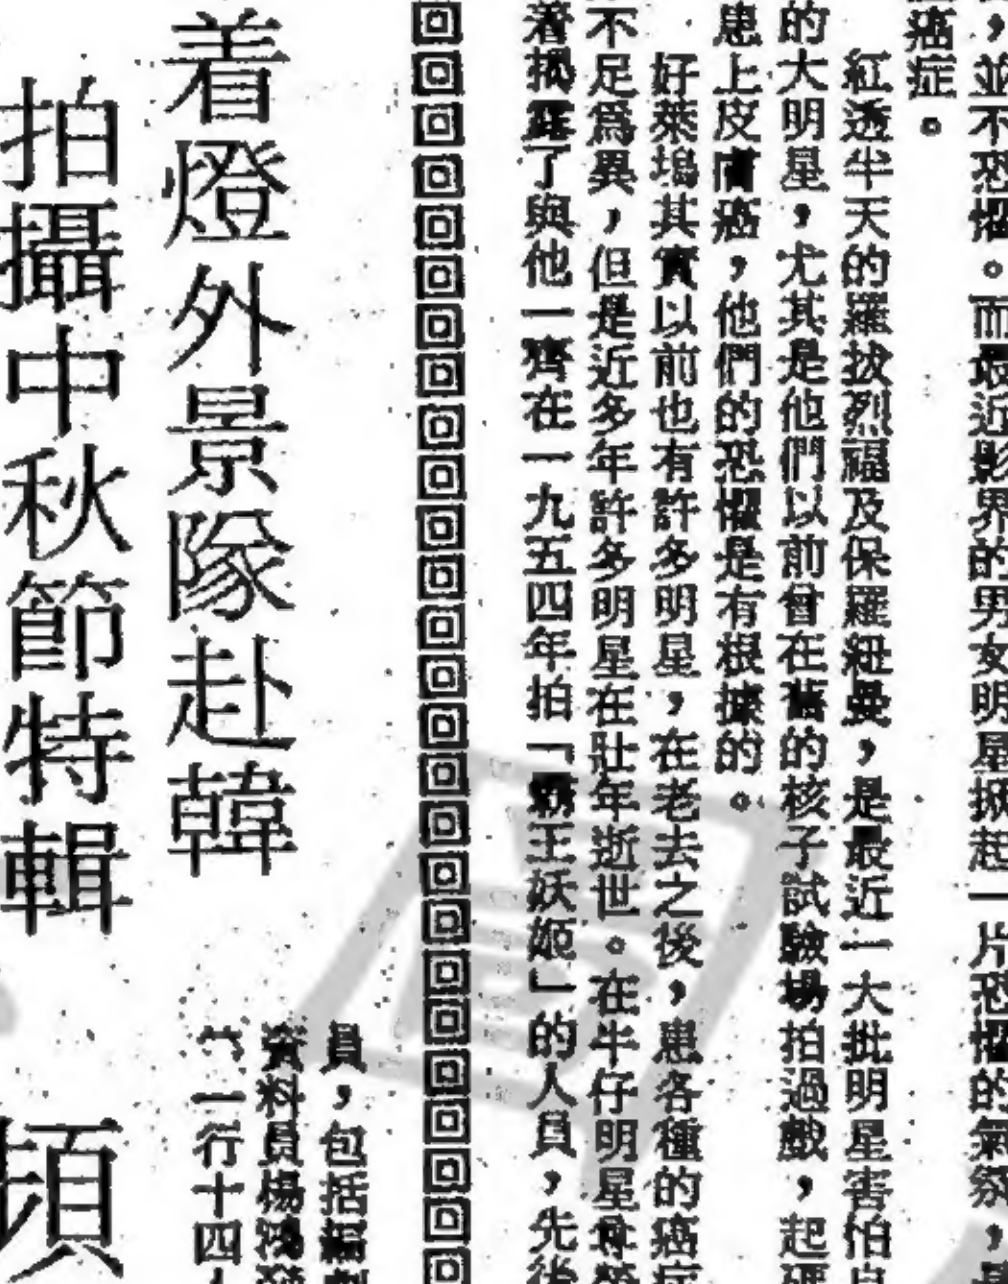 ，並不恐懼。而最近影界的男女明星掀起一片恐懼的氣氛，
癌症。
紅透半天的羅拔烈福及保羅紐曼，是最近一大批明星害怕
的大明星，尤其是他們以前曾在舊的核子試驗場拍過戲，起碼
患上皮膚癌，他們的恐懼是有根據的。
好萊塢其實以前也有許多明星，在老去之後，患各種的癌症
不足爲異，但是近多年許多明星在壯年逝世。在牛仔明星尊榮
着揭露了與他一齊在一九五四年拍「霸王妖姬」的人員，先後
着燈外景隊赴韓
拍攝中秋節特輯
員，包括編劇
資料員楊鴻發
一行十四
頻